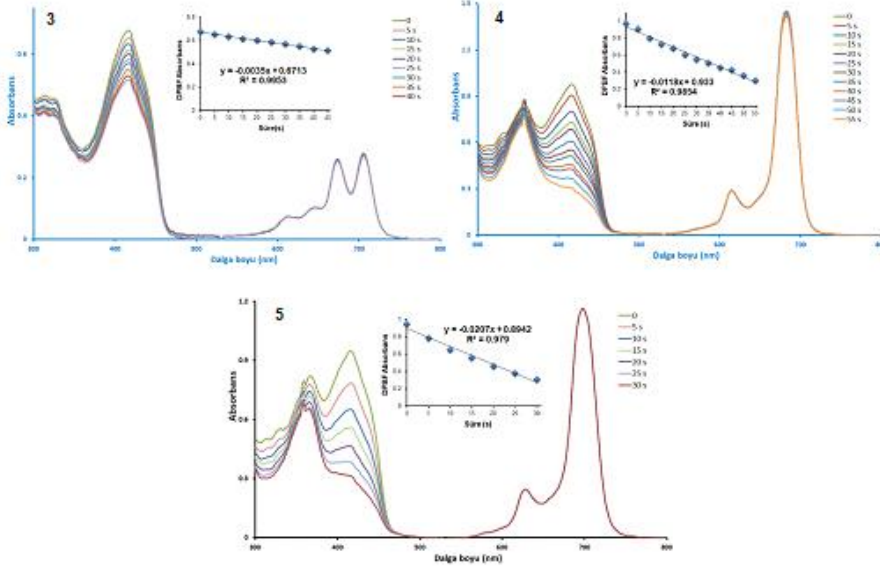 3
Absorbans
DPBF Absorbans
y = -0.0035x + 0.6713
R² = 0.9953
Süre(s)
0
5 s
10 s
15 s
20 s
25 s
30 s
35 s
40 s
Dalga boyu (nm)
4
Absorbans
DPBF Absorbans
y = -0.0118x + 0.933
R² = 0.9854
Süre(s)
0
5 s
10 s
15 s
20 s
25 s
30 s
35 s
40 s
45 s
50 s
55 s
Dalga boyu (nm)
5
Absorbans
DPBF Absorbans
y = -0.0207x + 0.8942
R² = 0.979
Süre(s)
0
5 s
10 s
15 s
20 s
25 s
30 s
Dalga boyu (nm)